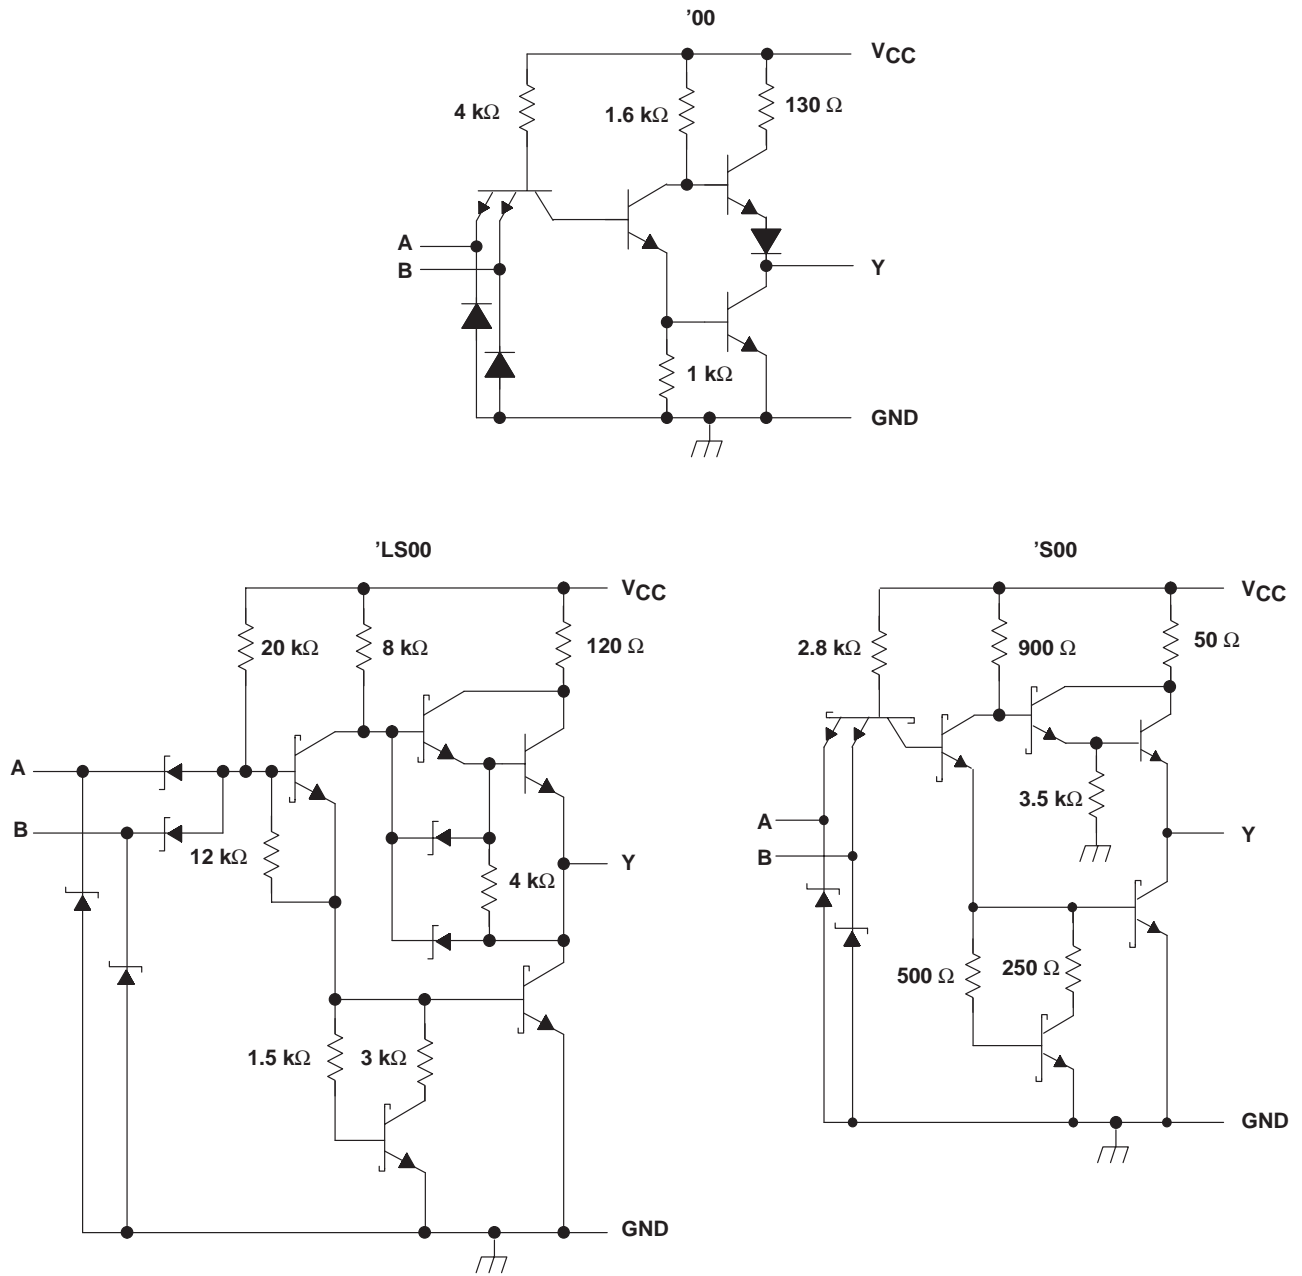 ’00
VCC
4 kΩ
1.6 kΩ
130 Ω
A
B
Y
1 kΩ
GND
’LS00
VCC
20 kΩ
8 kΩ
120 Ω
A
B
12 kΩ
4 kΩ
Y
1.5 kΩ
3 kΩ
GND
’S00
VCC
2.8 kΩ
900 Ω
50 Ω
3.5 kΩ
A
B
Y
500 Ω
250 Ω
GND